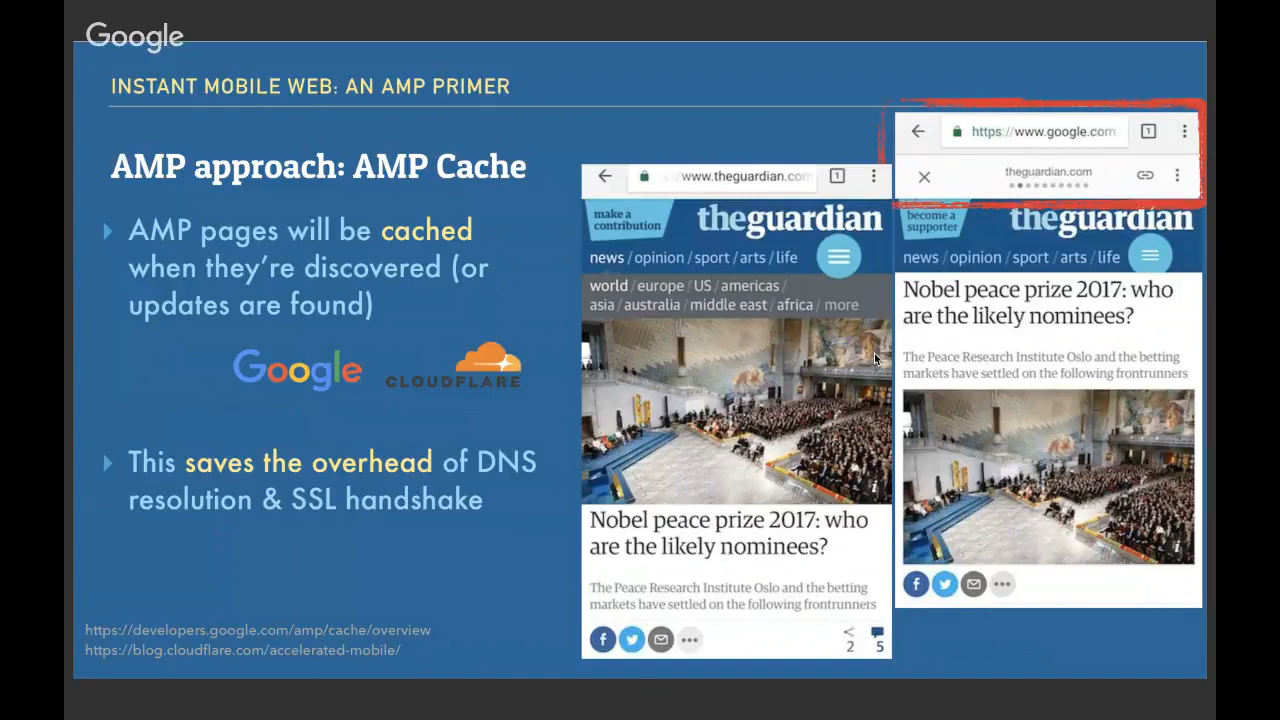 Google
INSTANT MOBILE WEB: AN AMP PRIMER
AMP approach: AMP Cache
AMP pages will be cached
when they're discovered (or
updates are found)
Google
CLOUDFLARE
This saves the overhead of DNS
resolution & SSL handshake
https://developers.google.com/amp/cache/overview
https://blog.cloudflare.com/accelerated-mobile/
www.theguardian.com
1
make a
contribution
theguardian
news / opinion / sport / arts / life
world / europe / US / americas /
asia / australia / middle east / africa / more
Nobel peace prize 2017: who
are the likely nominees?
The Peace Research Institute Oslo and the betting
markets have settled on the following frontrunners
2
5
https://www.google.com
1
theguardian.com
become a
supporter
theguardian
news / opinion / sport / arts / life
Nobel peace prize 2017: who
are the likely nominees?
The Peace Research Institute Oslo and the betting
markets have settled on the following frontrunners